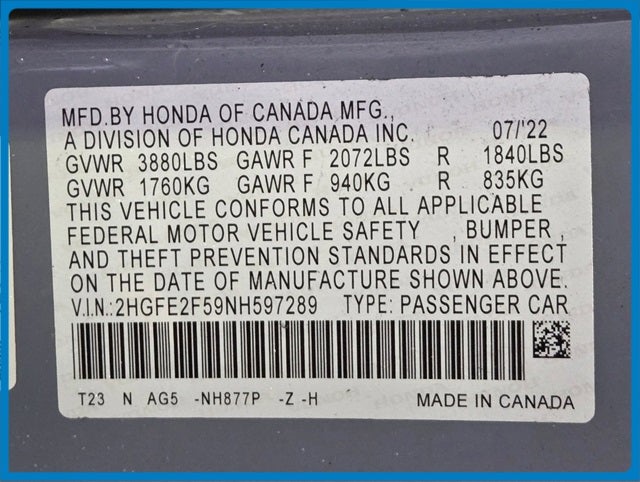 MFD.BY HONDA OF CANADA MFG.,
A DIVISION OF HONDA CANADA INC. 07/'22
GVWR 3880LBS GAWR F 2072LBS R 1840LBS
GVWR 1760KG GAWR F 940KG R 835KG
THIS VEHICLE CONFORMS TO ALL APPLICABLE
FEDERAL MOTOR VEHICLE SAFETY , BUMPER ,
AND THEFT PREVENTION STANDARDS IN EFFECT
ON THE DATE OF MANUFACTURE SHOWN ABOVE.
V.I.N.:2HGFE2F59NH597289 TYPE: PASSENGER CAR
T23 N AG5 -NH877P -Z -H MADE IN CANADA